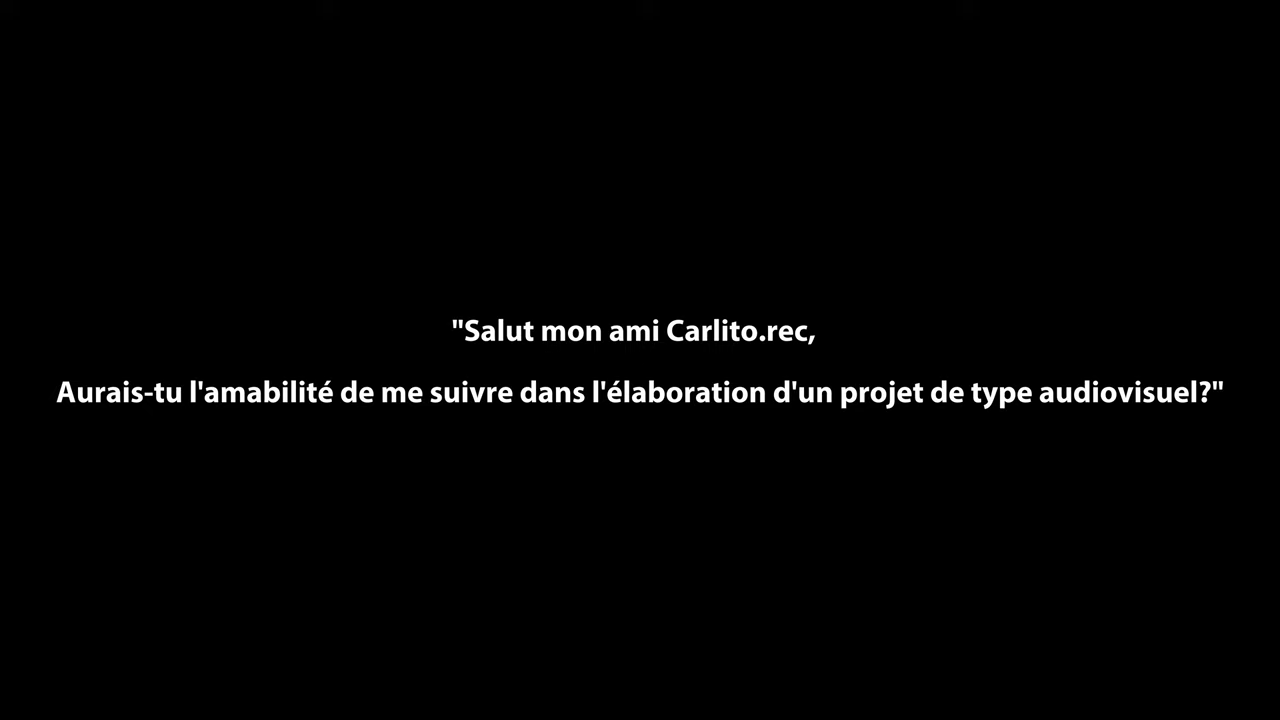 "Salut mon ami Carlito.rec,
Aurais-tu l'amabilité de me suivre dans l'élaboration d'un projet de type audiovisuel?"